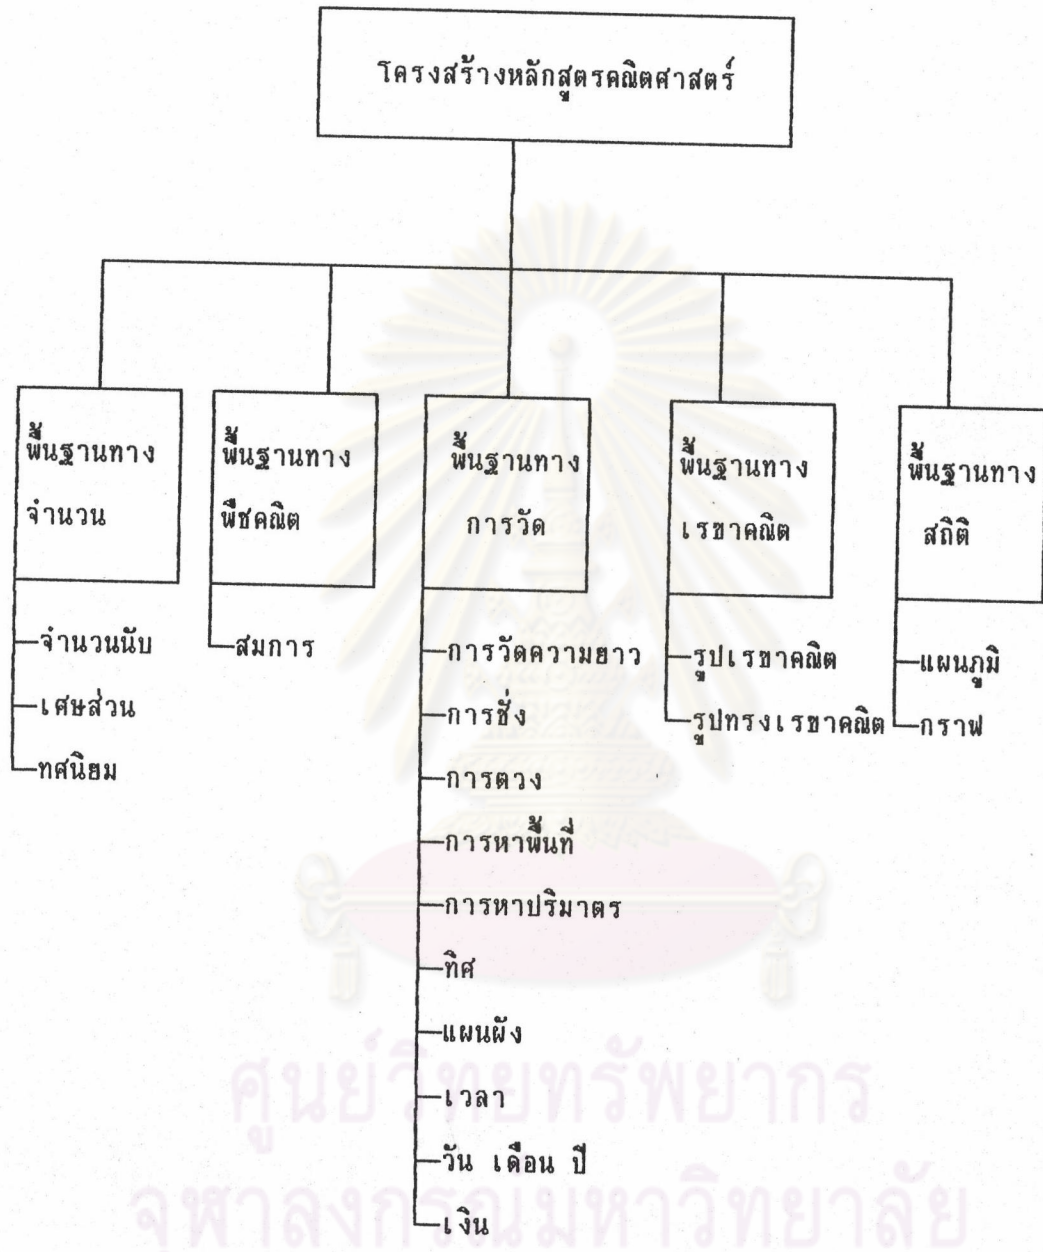 โครงสร้างหลักสูตรคณิตศาสตร์
พื้นฐานทาง
จำนวน
จำนวนนับ
เศษส่วน
ทศนิยม
พื้นฐานทาง
พีชคณิต
สมการ
พื้นฐานทาง
การวัด
การวัดความยาว
การชั่ง
การตวง
การหาพื้นที่
การหาปริมาตร
ทิศ
แผนผัง
เวลา
วัน เดือน ปี
เงิน
พื้นฐานทาง
เรขาคณิต
รูปเรขาคณิต
รูปทรงเรขาคณิต
พื้นฐานทาง
สถิติ
แผนภูมิ
กราฟ
ศูนย์วิทยทรัพยากร
จุฬาลงกรณ์มหาวิทยาลัย